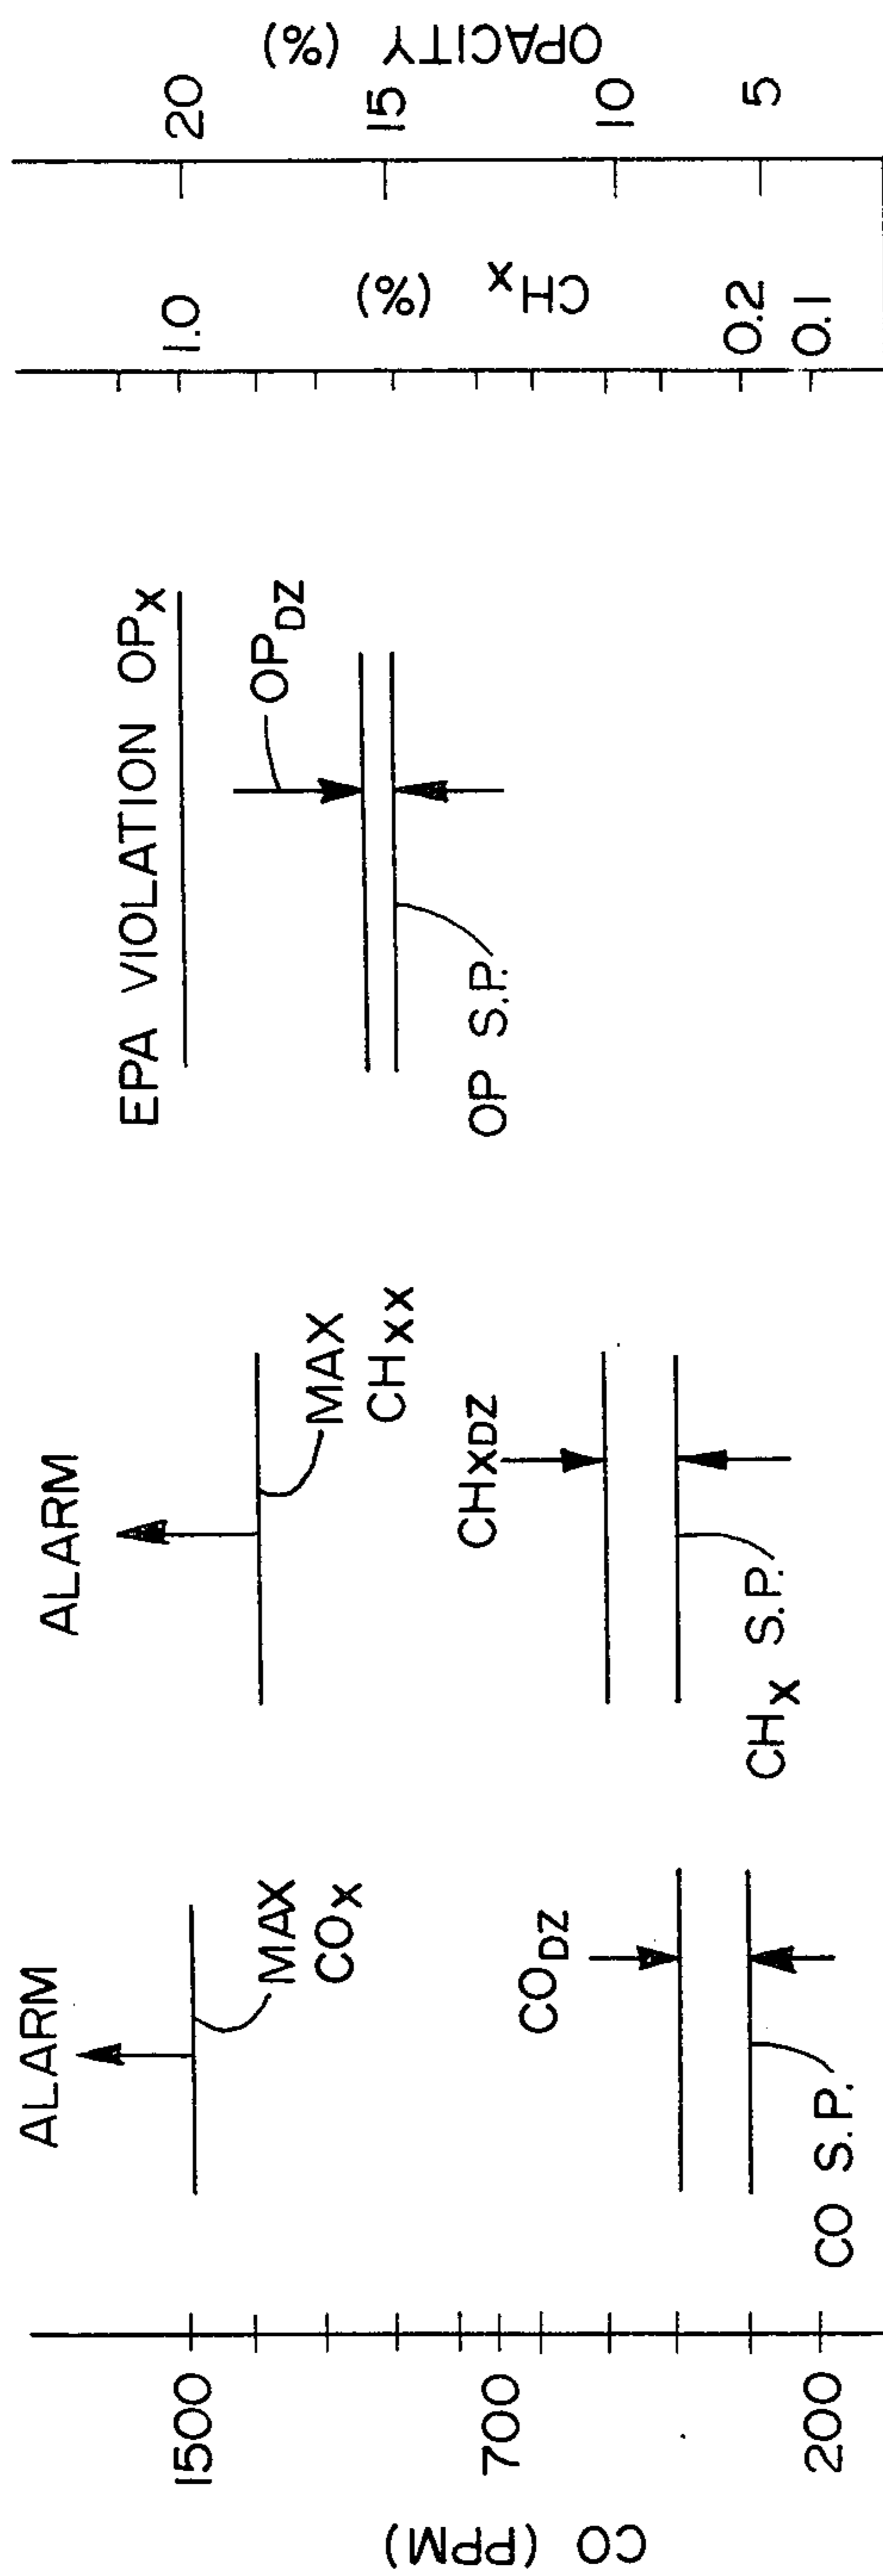 CO (PPM)
1500
700
200
ALARM
MAX
COX
CODZ
CO S.P.
ALARM
MAX
CHXX
CHXDZ
CHX S.P.
EPA VIOLATION OPX
OPDZ
OP S.P.
1.0
CHX
(%)
0.2
0.1
20
15
10
5
OPACITY (%)